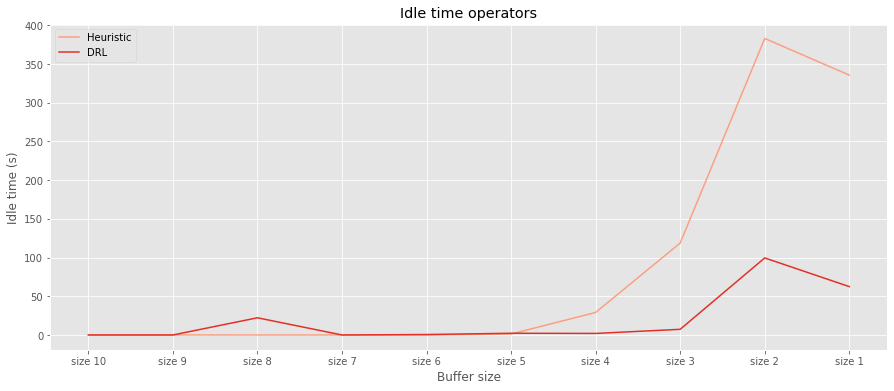 Idle time operators
Heuristic
DRL
400
350
300
250
200
150
100
50
0
Idle time (s)
size 10 size 9 size 8 size 7 size 6 size 5 size 4 size 3 size 2 size 1
Buffer size